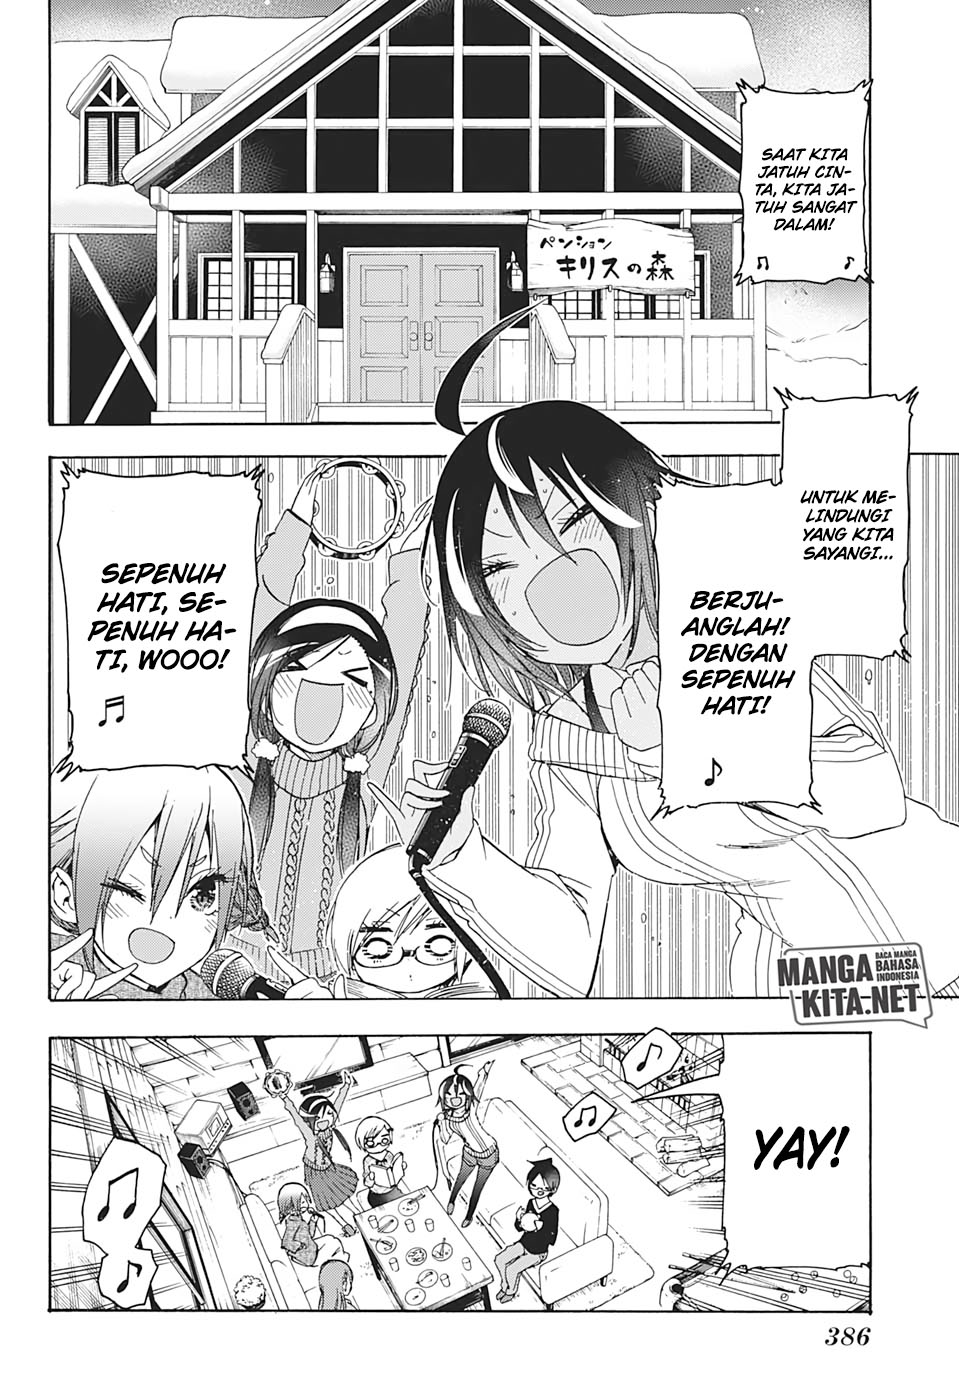 SAAT KITA
JATUH CIN-
TA, KITA JA-
TUH SANGAT
DALAM!
ペンション
キリスの森
UNTUK ME-
LINDUNGI
YANG KITA
SAYANGI...
BERJU-
ANGLAH!
DENGAN
SEPENUH
HATI!
SEPENUH
HATI, SE-
PENUH HA-
TI, WOOO!
MANGA
KITA.NET
BACA MANGA
BAHASA
INDONESIA
YAY!
386